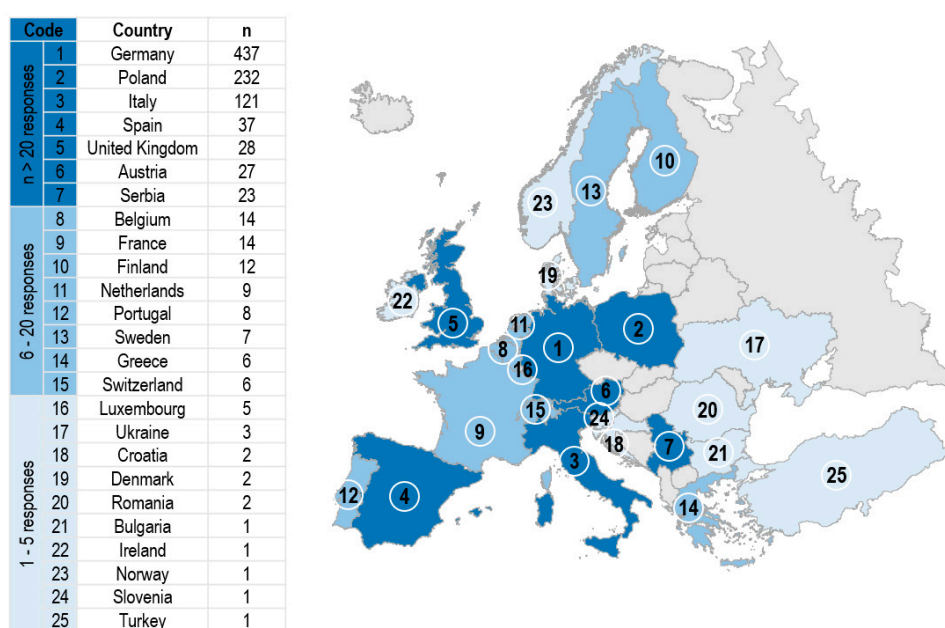 Code Country n
n > 20 responses
1 Germany 437
2 Poland 232
3 Italy 121
4 Spain 37
5 United Kingdom 28
6 Austria 27
7 Serbia 23
6 - 20 responses
8 Belgium 14
9 France 14
10 Finland 12
11 Netherlands 9
12 Portugal 8
13 Sweden 7
14 Greece 6
15 Switzerland 6
1 - 5 responses
16 Luxembourg 5
17 Ukraine 3
18 Croatia 2
19 Denmark 2
20 Romania 2
21 Bulgaria 1
22 Ireland 1
23 Norway 1
24 Slovenia 1
25 Turkey 1
10
13
23
19
22
5
11
2
8
1
17
16
6
15
24
20
9
18
7
21
3
25
12
4
14